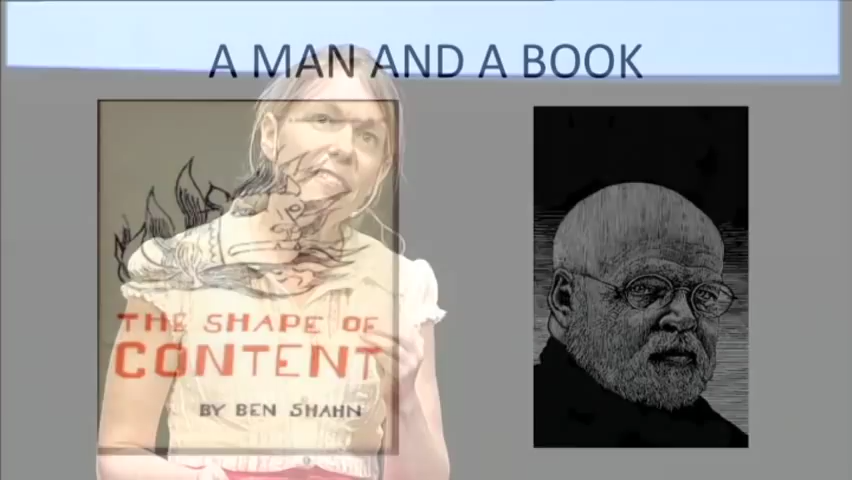 A MAN AND A BOOK
THE SHAPE OF
CONTENT
BY BEN SHAHN